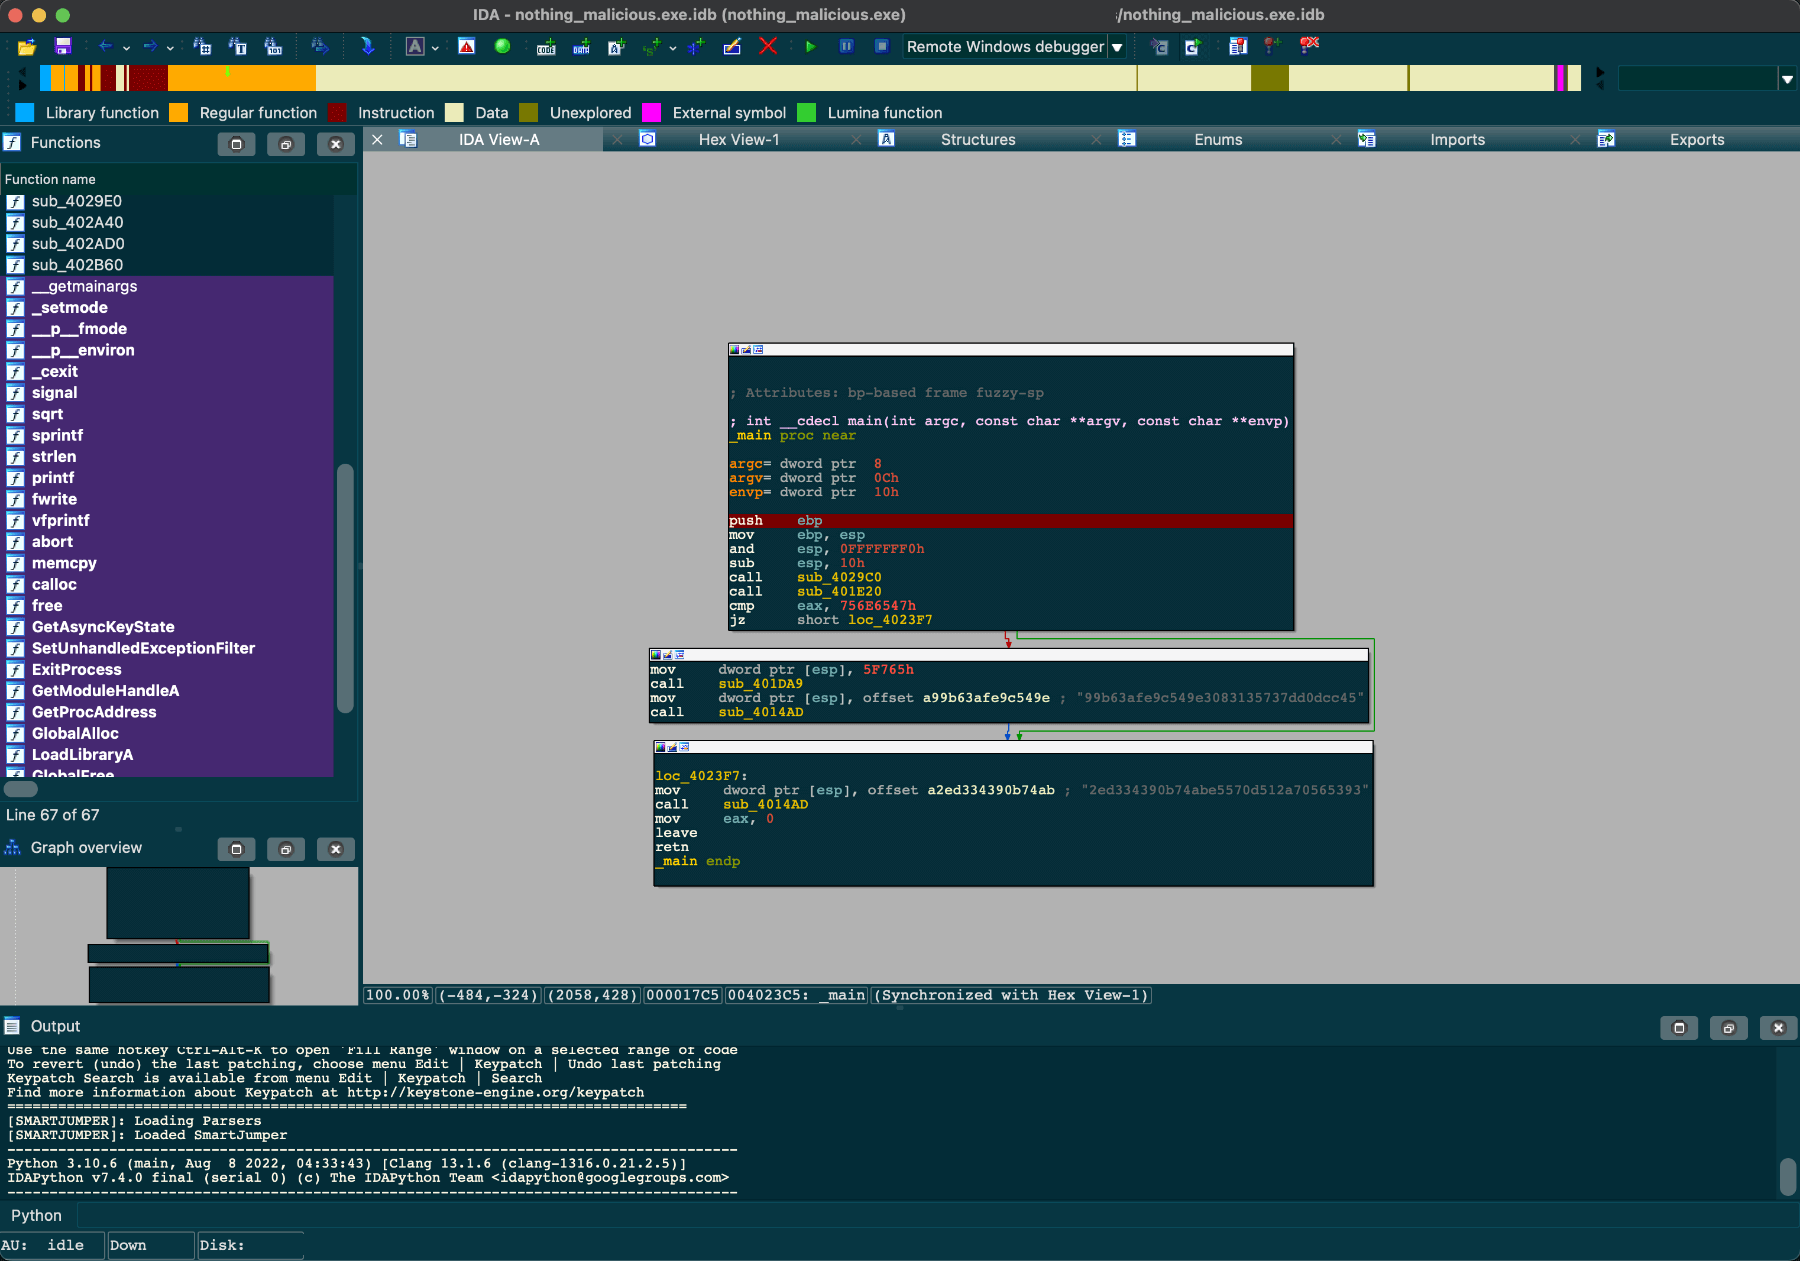 IDA - nothing_malicious.exe.idb (nothing_malicious.exe) /nothing_malicious.exe.idb
Remote Windows debugger
Library function Regular function Instruction Data Unexplored External symbol Lumina function
Functions
IDA View-A Hex View-1 Structures Enums Imports Exports
Function name
sub_4029E0
sub_402A40
sub_402AD0
sub_402B60
__getmainargs
_setmode
__p__fmode
__p__environ
_cexit
signal
sqrt
sprintf
strlen
printf
fwrite
vfprintf
abort
memcpy
calloc
free
GetAsyncKeyState
SetUnhandledExceptionFilter
ExitProcess
GetModuleHandleA
GetProcAddress
GlobalAlloc
LoadLibraryA
GlobalFree
Line 67 of 67
Graph overview
; Attributes: bp-based frame fuzzy-sp
; int __cdecl main(int argc, const char **argv, const char **envp)
_main proc near
argc= dword ptr 8
argv= dword ptr 0Ch
envp= dword ptr 10h
push ebp
mov ebp, esp
and esp, 0FFFFFFF0h
sub esp, 10h
call sub_4029C0
call sub_401E20
cmp eax, 756E6547h
jz short loc_4023F7
mov dword ptr [esp], 5F765h
call sub_401DA9
mov dword ptr [esp], offset a99b63afe9c549e ; "99b63afe9c549e3083135737dd0dcc45"
call sub_4014AD
loc_4023F7:
mov dword ptr [esp], offset a2ed334390b74ab ; "2ed334390b74abe5570d512a70565393"
call sub_4014AD
mov eax, 0
leave
retn
_main endp
100.00% (-484,-324) (2058,428) 000017C5 004023C5: _main (Synchronized with Hex View-1)
Output
Use the same hotkey Ctrl-Alt-K to open 'Fill Range' window on a selected range of code
To revert (undo) the last patching, choose menu Edit | Keypatch | Undo last patching
Keypatch Search is available from menu Edit | Keypatch | Search
Find more information about Keypatch at http://keystone-engine.org/keypatch
================================================================================
[SMARTJUMPER]: Loading Parsers
[SMARTJUMPER]: Loaded SmartJumper
--------------------------------------------------------------------------------------
Python 3.10.6 (main, Aug  8 2022, 04:33:43) [Clang 13.1.6 (clang-1316.0.21.2.5)]
IDAPython v7.4.0 final (serial 0) (c) The IDAPython Team <idapython@googlegroups.com>
--------------------------------------------------------------------------------------
Python
AU: idle Down Disk: